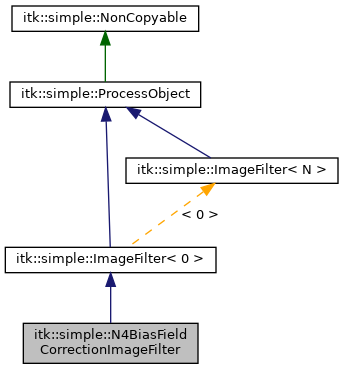 itk::simple::NonCopyable
itk::simple::ProcessObject
itk::simple::ImageFilter< N >
< 0 >
itk::simple::ImageFilter< 0 >
itk::simple::N4BiasField
CorrectionImageFilter